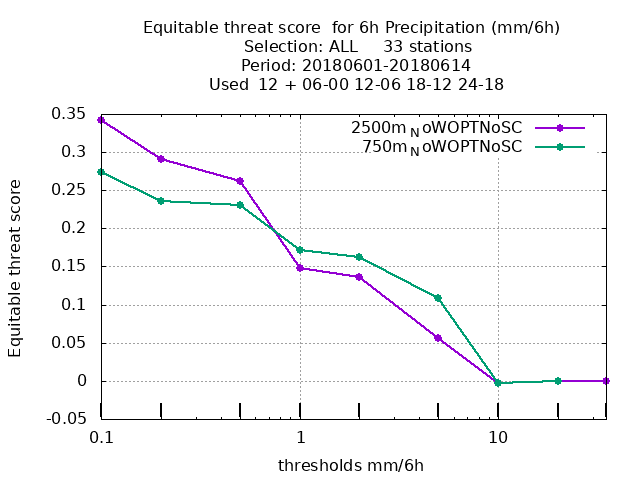 Equitable threat score  for 6h Precipitation (mm/6h)
Selection: ALL     33 stations
Period: 20180601-20180614
Used  12 + 06-00 12-06 18-12 24-18
2500m_NoWOPTNoSC
750m_NoWOPTNoSC
0.35
0.3
0.25
0.2
0.15
0.1
0.05
0
-0.05
Equitable threat score
0.1
1
10
thresholds mm/6h